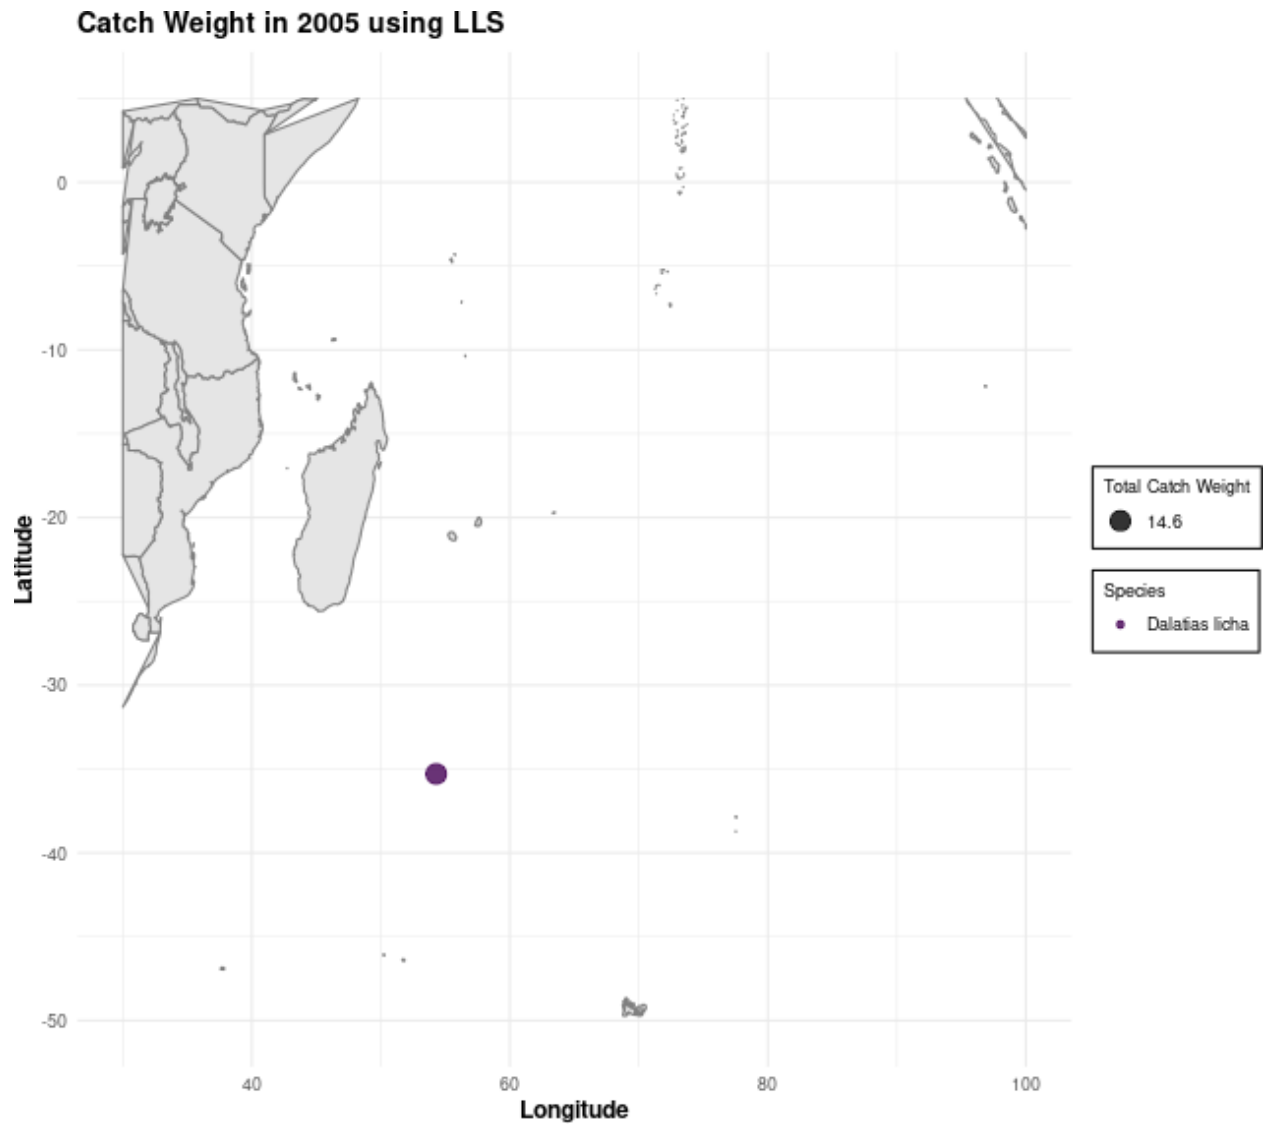 Catch Weight in 2005 using LLS
0
-10
-20
-30
-40
-50
Latitude
40 60 80 100
Longitude
Total Catch Weight
14.6
Species
Dalatias licha